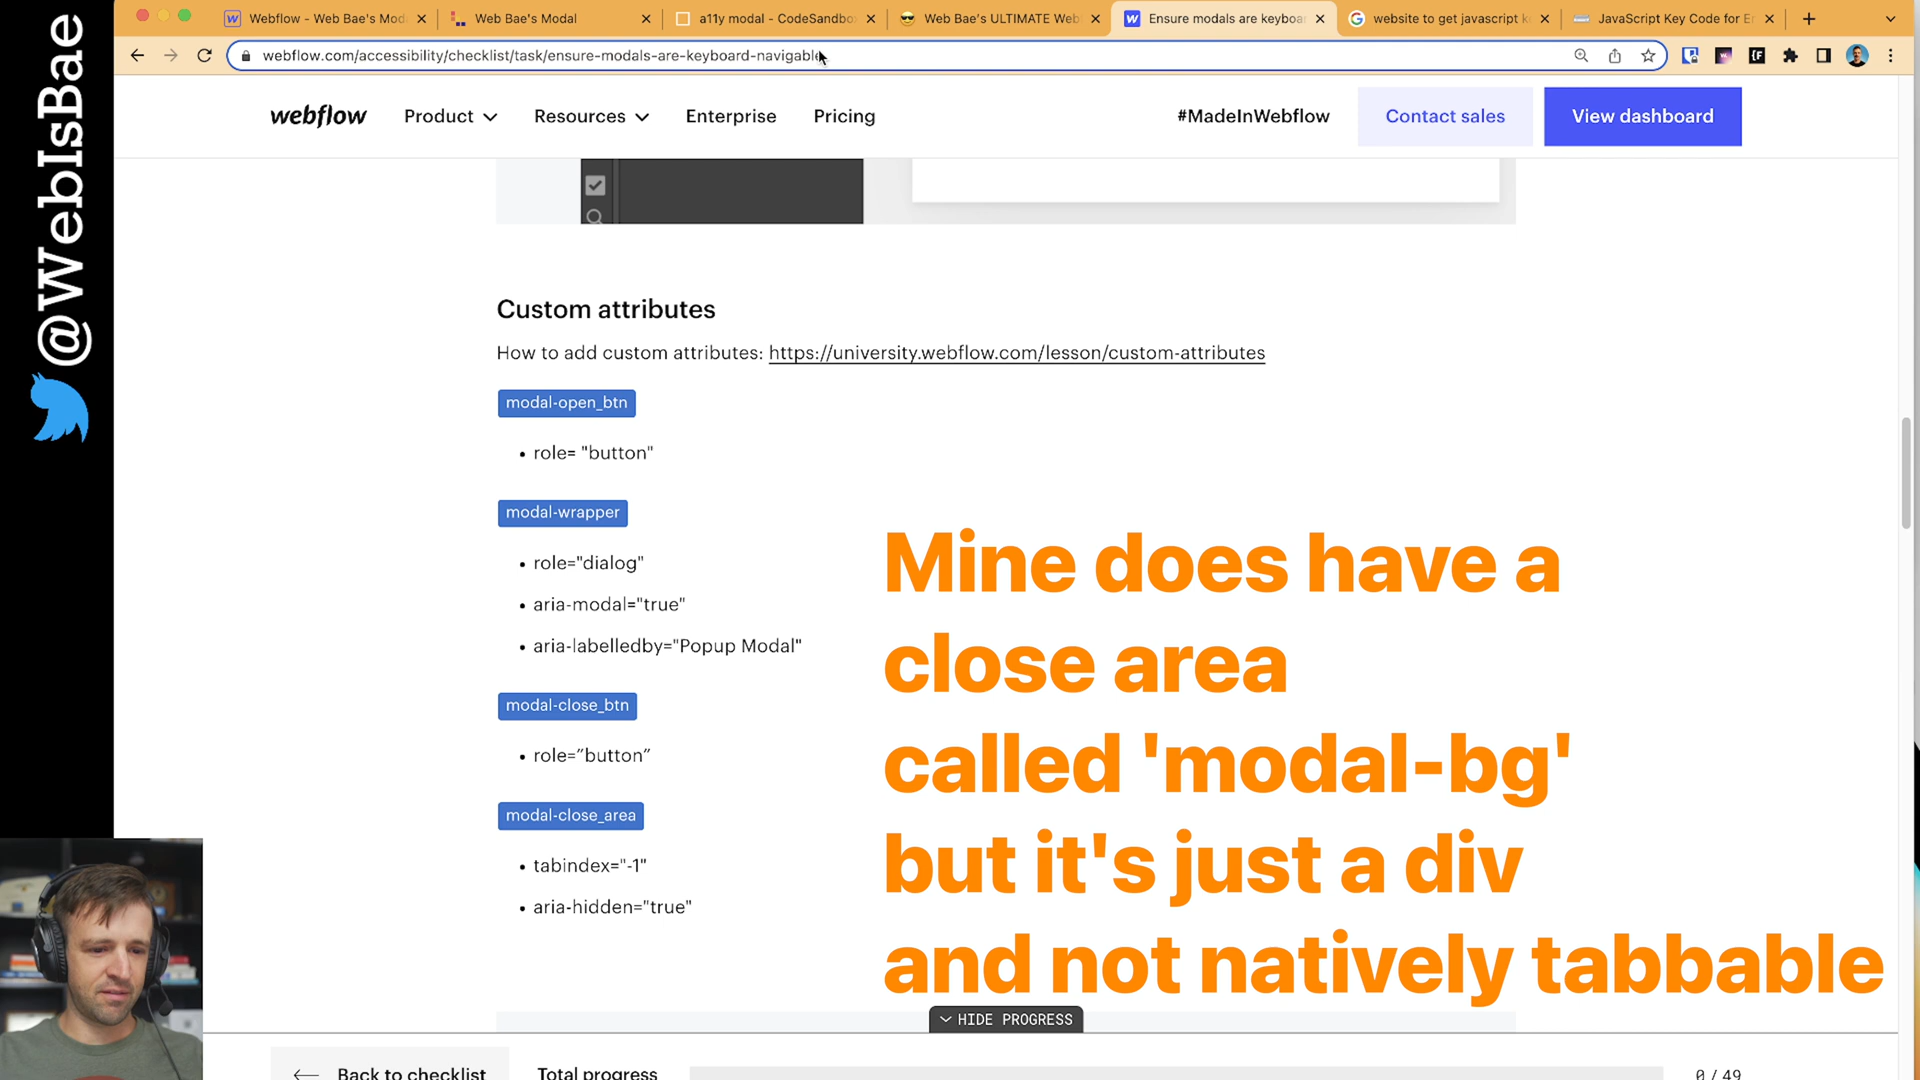 Webflow - Web Bae's Mod
Web Bae's Modal
a11y modal - CodeSandbo
Web Bae's ULTIMATE Web
Ensure modals are keyboa
website to get javascript k
JavaScript Key Code for E
webflow.com/accessibility/checklist/task/ensure-modals-are-keyboard-navigable
webflow
Product
Resources
Enterprise
Pricing
#MadeInWebflow
Contact sales
View dashboard
@WebIsBae
Custom attributes
How to add custom attributes: https://university.webflow.com/lesson/custom-attributes
modal-open_btn
• role= "button"
modal-wrapper
• role="dialog"
• aria-modal="true"
• aria-labelledby="Popup Modal"
modal-close_btn
• role="button"
modal-close_area
• tabindex="-1"
• aria-hidden="true"
Mine does have a
close area
called 'modal-bg'
but it's just a div
and not natively tabbable
HIDE PROGRESS
Back to checklist
Total progress
0 / 49